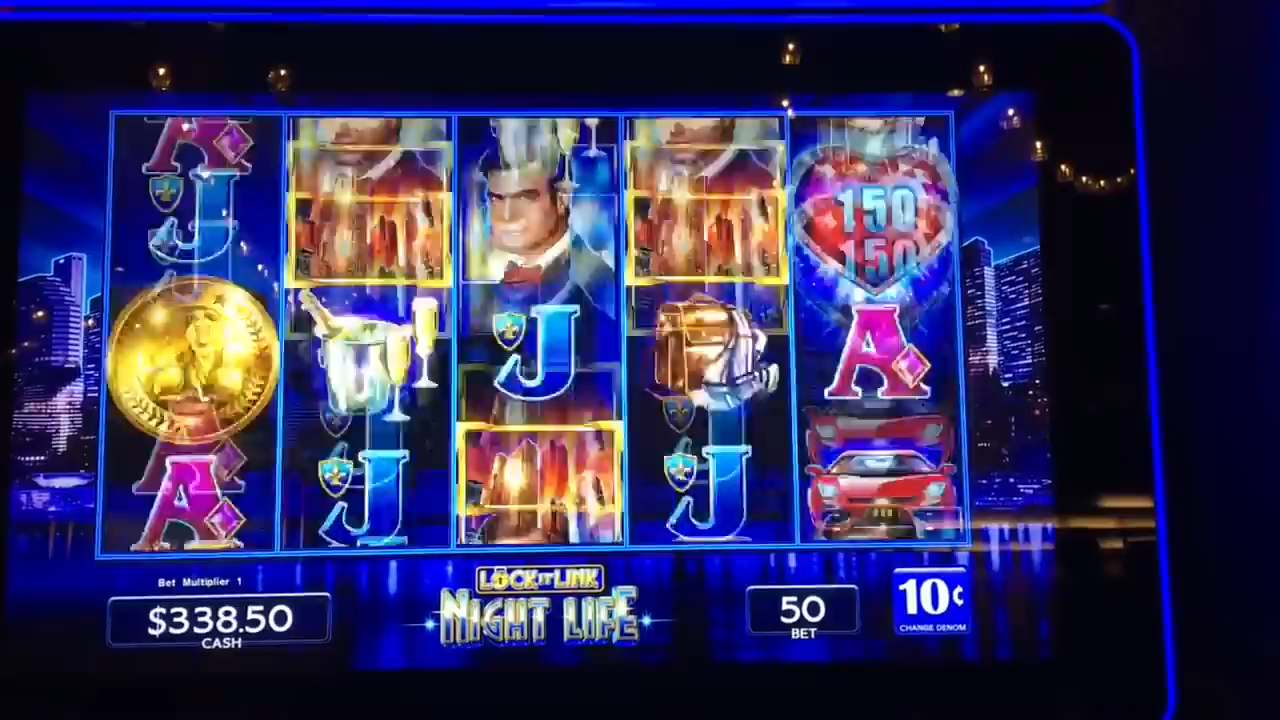 A
J
150
150
J
A
A
J
J
Bet Multiplier 1
$338.50
CASH
LOCK IT LINK
NIGHT LIFE
50
BET
10¢
CHANGE DENOM